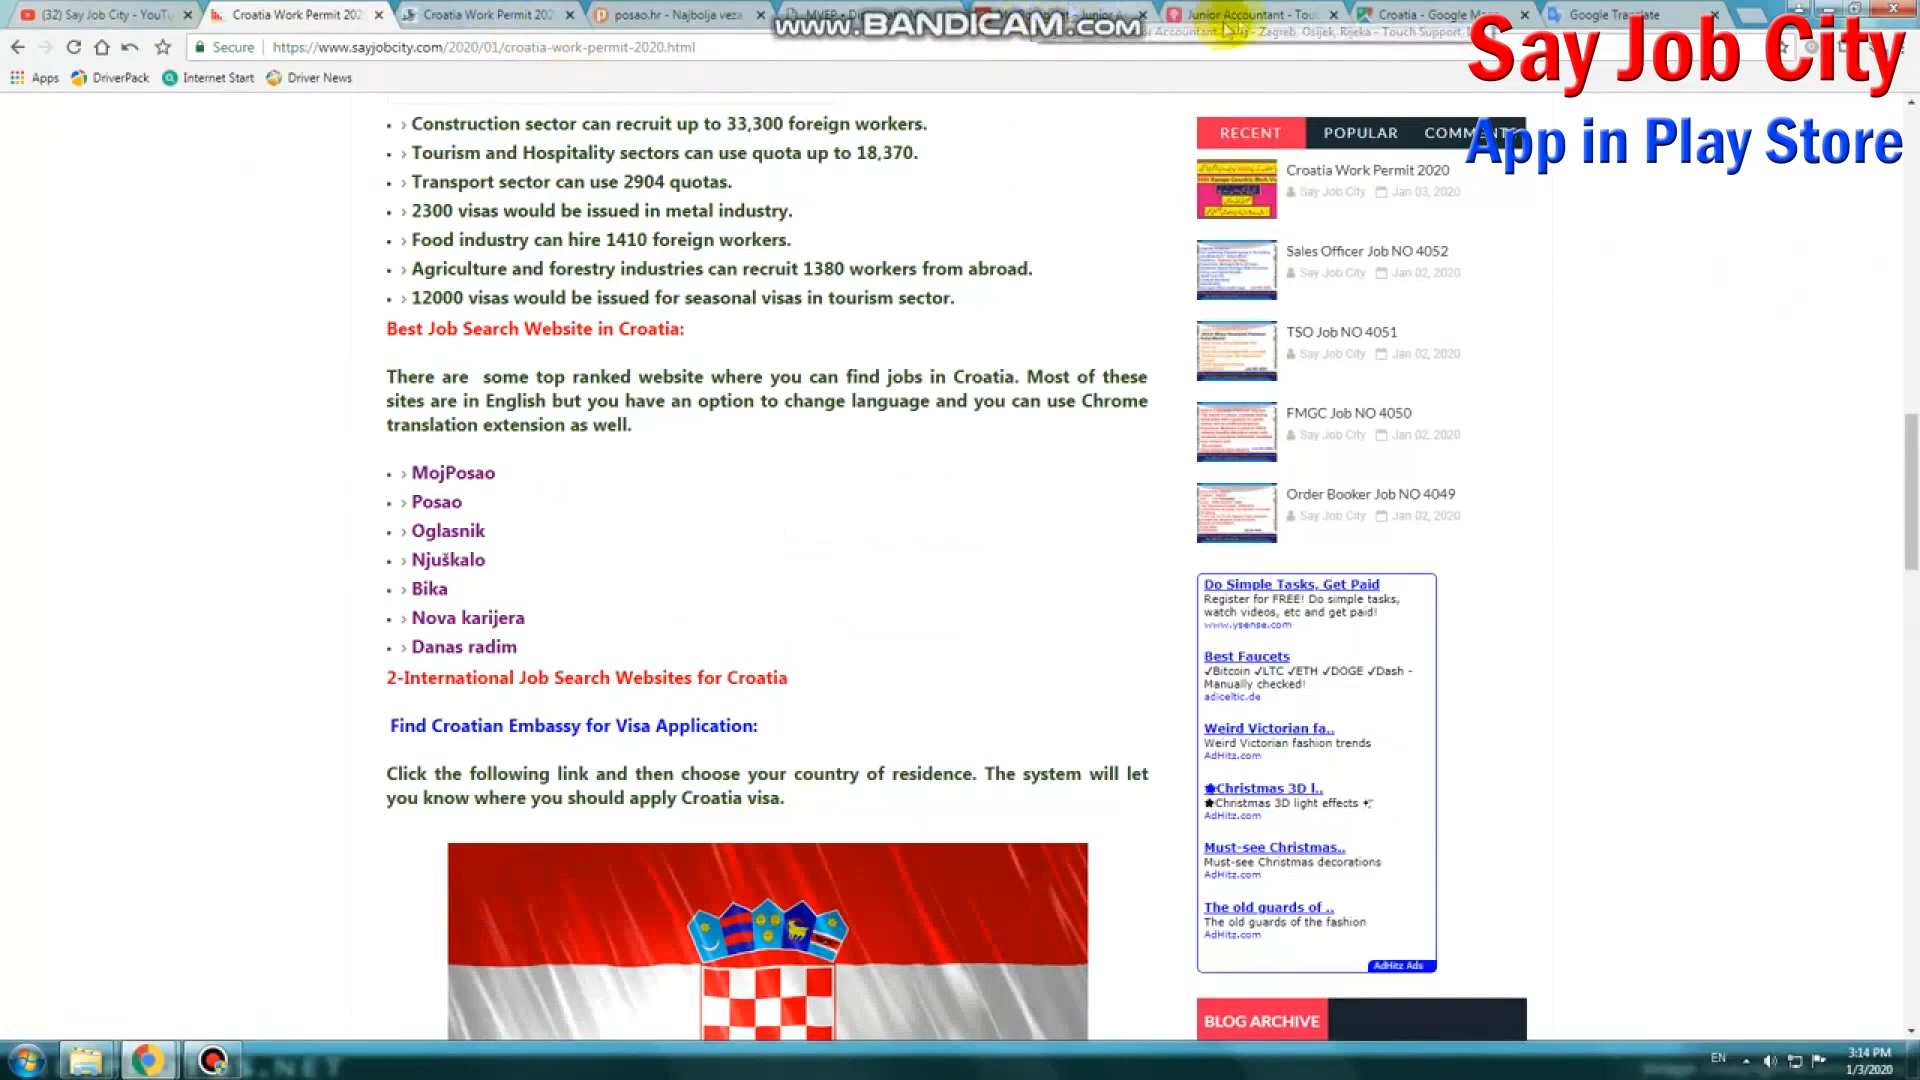 (32) Say Job City - YouTu
Croatia Work Permit 202
Croatia Work Permit 202
posao.hr - Najbolja veza
www.BANDICAM.com
Junior Accountant - Tou
Croatia - Google Maps
Google Translate
Secure
https://www.sayjobcity.com/2020/01/croatia-work-permit-2020.html
Zagreb, Osijek, Rijeka - Touch Support,
Say Job City
App in Play Store
Apps
DriverPack
Internet Start
Driver News
› Construction sector can recruit up to 33,300 foreign workers.
› Tourism and Hospitality sectors can use quota up to 18,370.
› Transport sector can use 2904 quotas.
› 2300 visas would be issued in metal industry.
› Food industry can hire 1410 foreign workers.
› Agriculture and forestry industries can recruit 1380 workers from abroad.
› 12000 visas would be issued for seasonal visas in tourism sector.
Best Job Search Website in Croatia:
There are some top ranked website where you can find jobs in Croatia. Most of these
sites are in English but you have an option to change language and you can use Chrome
translation extension as well.
› MojPosao
› Posao
› Oglasnik
› Njuškalo
› Bika
› Nova karijera
› Danas radim
2-International Job Search Websites for Croatia
Find Croatian Embassy for Visa Application:
Click the following link and then choose your country of residence. The system will let
you know where you should apply Croatia visa.
RECENT
POPULAR
COMMENTS
Croatia Work Permit 2020
Say Job City Jan 03, 2020
Sales Officer Job NO 4052
Say Job City Jan 02, 2020
TSO Job NO 4051
Say Job City Jan 02, 2020
FMGC Job NO 4050
Say Job City Jan 02, 2020
Order Booker Job NO 4049
Say Job City Jan 02, 2020
Do Simple Tasks, Get Paid
Register for FREE! Do simple tasks,
watch videos, etc and get paid!
www.ysense.com
Best Faucets
✓Bitcoin ✓LTC ✓ETH ✓DOGE ✓Dash -
Manually checked!
adiceltic.de
Weird Victorian fa..
Weird Victorian fashion trends
AdHitz.com
Christmas 3D l..
Christmas 3D light effects
AdHitz.com
Must-see Christmas..
Must-see Christmas decorations
AdHitz.com
The old guards of ..
The old guards of the fashion
AdHitz.com
AdHitz Ads
BLOG ARCHIVE
EN
3:14 PM
1/3/2020